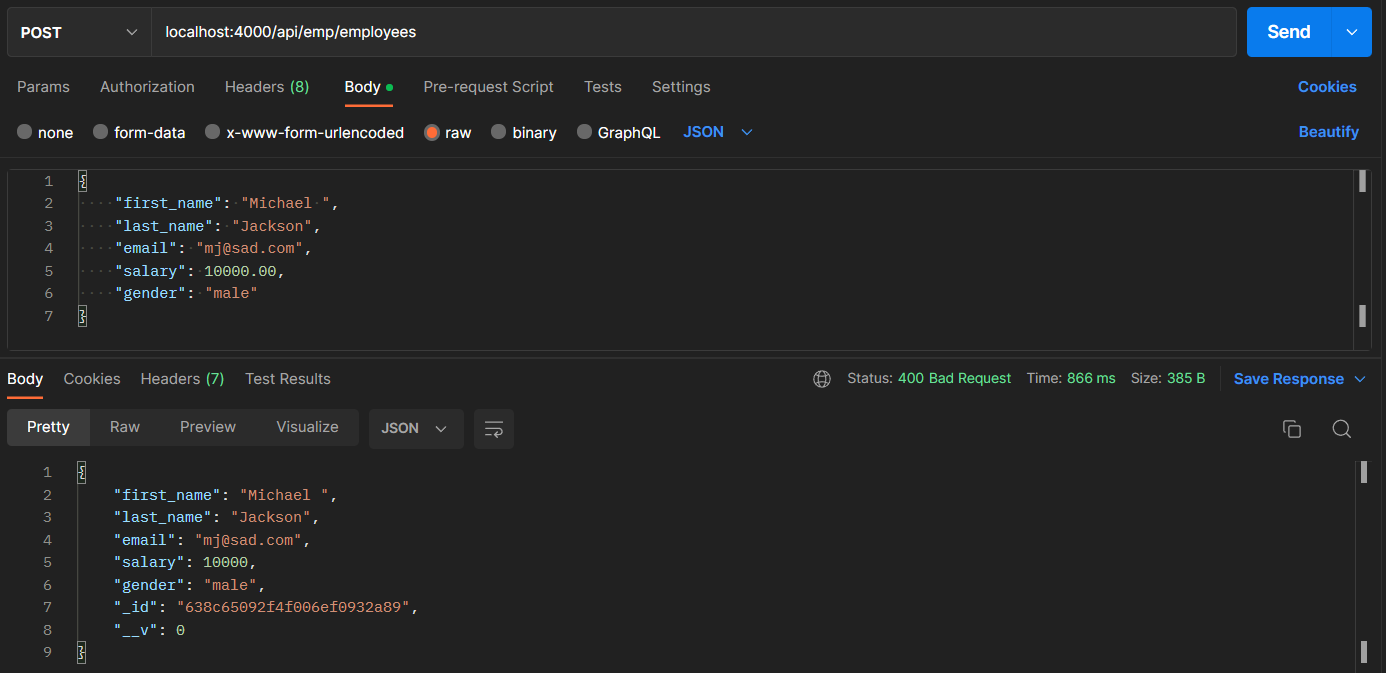 POST localhost:4000/api/emp/employees Send
Params Authorization Headers (8) Body Pre-request Script Tests Settings Cookies
none form-data x-www-form-urlencoded raw binary GraphQL JSON Beautify
1 {
2 "first_name": "Michael ",
3 "last_name": "Jackson",
4 "email": "mj@sad.com",
5 "salary": 10000.00,
6 "gender": "male"
7 }
Body Cookies Headers (7) Test Results Status: 400 Bad Request Time: 866 ms Size: 385 B Save Response
Pretty Raw Preview Visualize JSON
1 {
2 "first_name": "Michael ",
3 "last_name": "Jackson",
4 "email": "mj@sad.com",
5 "salary": 10000,
6 "gender": "male",
7 "_id": "638c65092f4f006ef0932a89",
8 "__v": 0
9 }